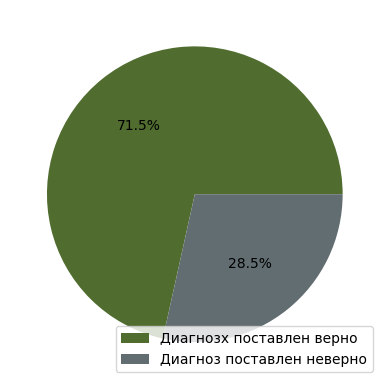 71.5%
28.5%
Диагнозх поставлен верно
Диагноз поставлен неверно